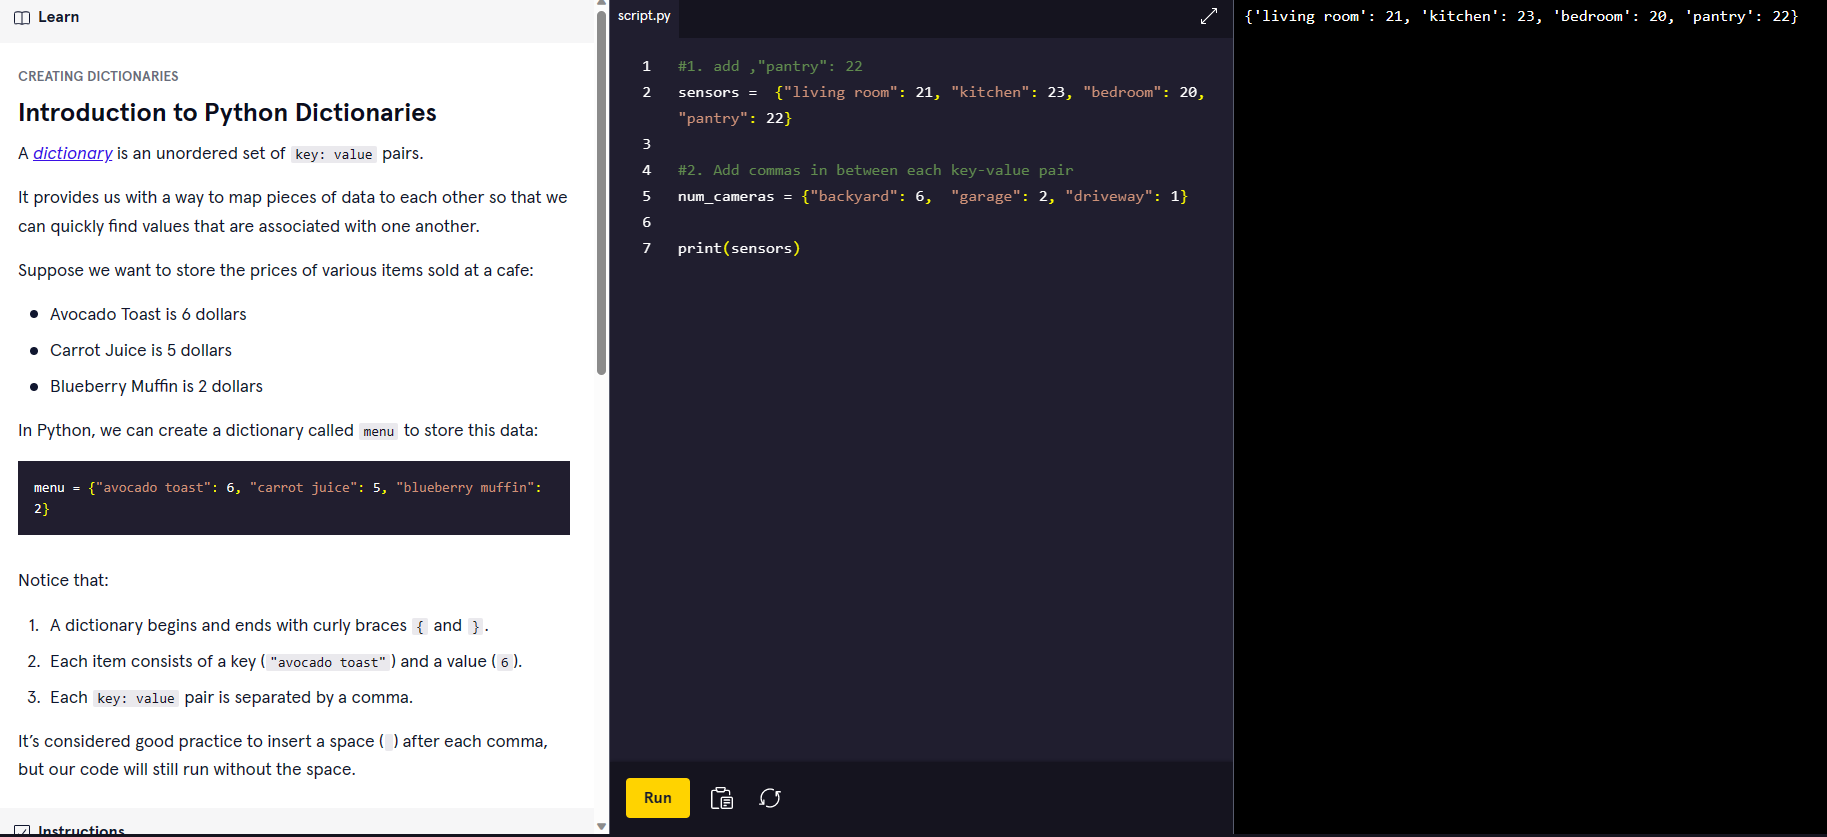 Learn
CREATING DICTIONARIES
Introduction to Python Dictionaries
A dictionary is an unordered set of key: value pairs.
It provides us with a way to map pieces of data to each other so that we
can quickly find values that are associated with one another.
Suppose we want to store the prices of various items sold at a cafe:
Avocado Toast is 6 dollars
Carrot Juice is 5 dollars
Blueberry Muffin is 2 dollars
In Python, we can create a dictionary called menu to store this data:
menu = {"avocado toast": 6, "carrot juice": 5, "blueberry muffin":
2}
Notice that:
1. A dictionary begins and ends with curly braces { and }.
2. Each item consists of a key ("avocado toast") and a value (6).
3. Each key: value pair is separated by a comma.
It’s considered good practice to insert a space ( ) after each comma,
but our code will still run without the space.
Instructions
script.py
1 #1. add ,"pantry": 22
2 sensors =  {"living room": 21, "kitchen": 23, "bedroom": 20,
"pantry": 22}
3
4 #2. Add commas in between each key-value pair
5 num_cameras = {"backyard": 6,  "garage": 2, "driveway": 1}
6
7 print(sensors)
Run
{'living room': 21, 'kitchen': 23, 'bedroom': 20, 'pantry': 22}